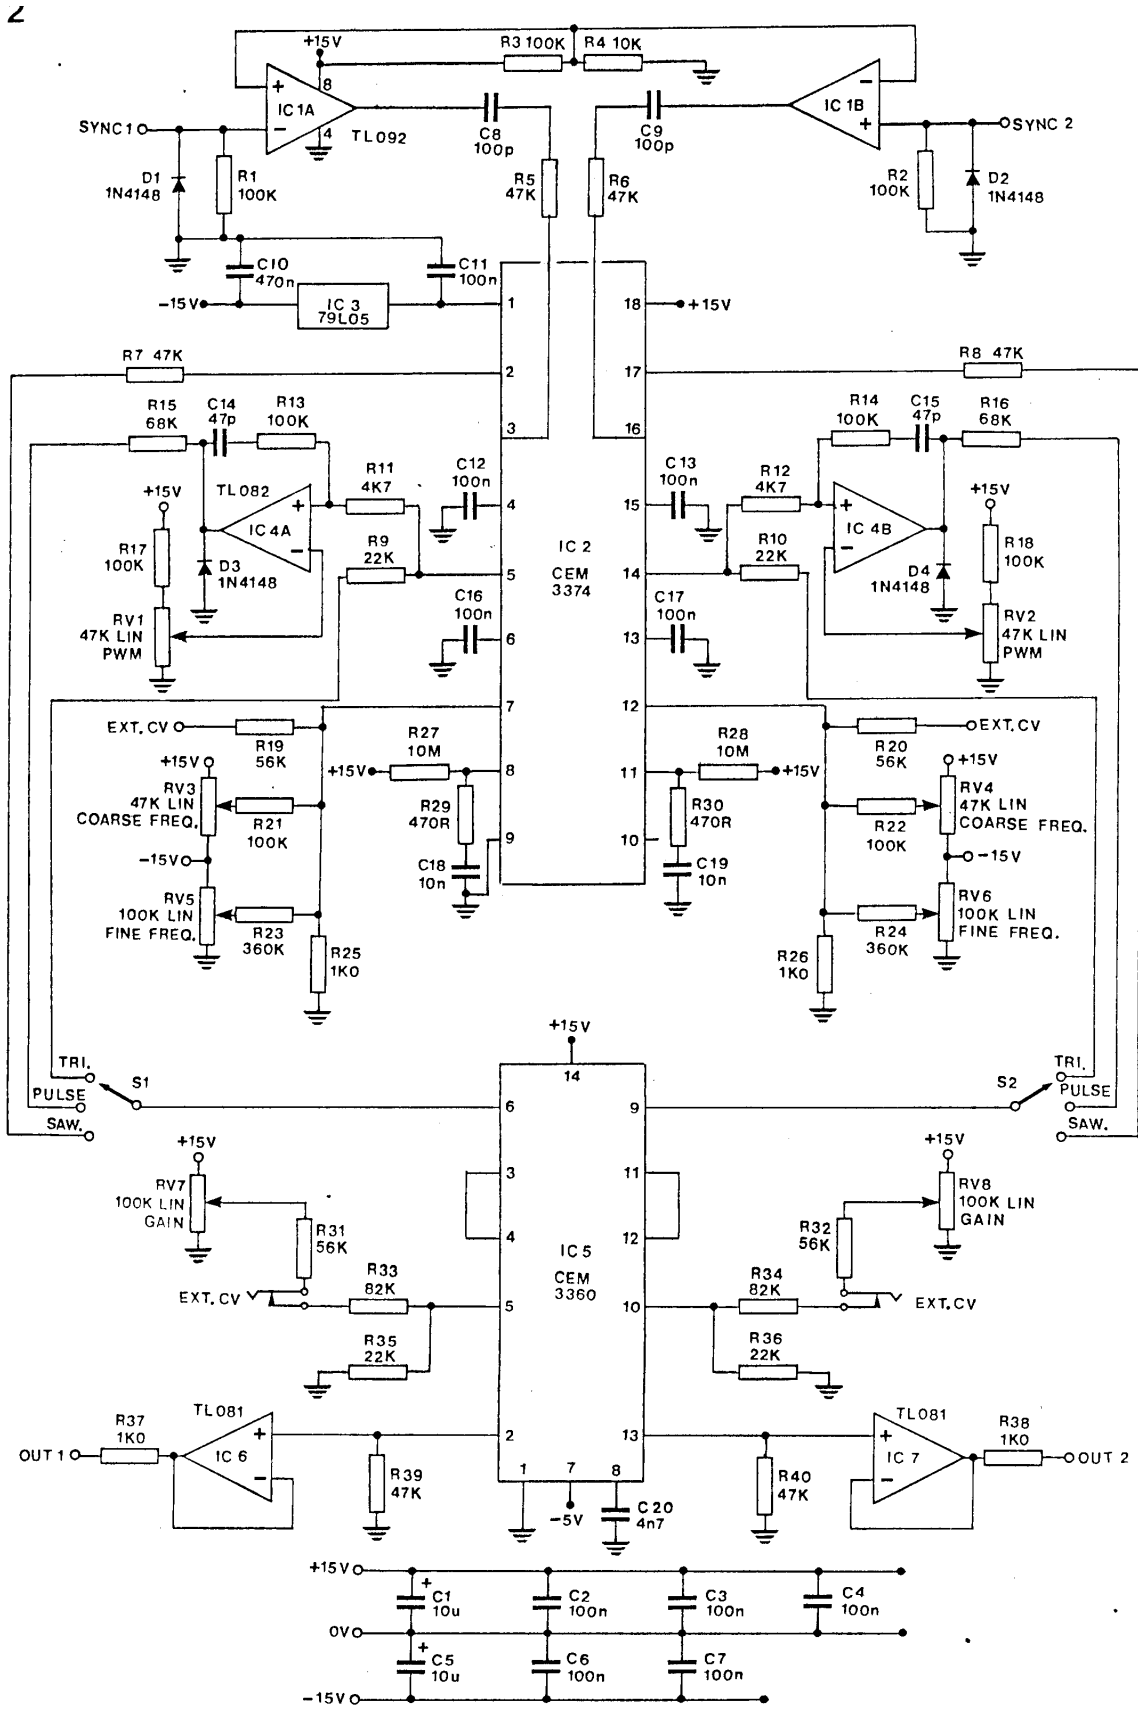 2
+15V
R3 100K
R4 10K
8
+
IC 1A
−
4
TL092
SYNC 1
C8
100p
C9
100p
−
IC 1B
+
SYNC 2
D1
1N4148
R1
100K
R5
47K
R6
47K
R2
100K
D2
1N4148
C10
470n
C11
100n
−15V
IC 3
79L05
1
18
+15V
R7 47K
2
17
R8 47K
R15
68K
C14
47p
R13
100K
3
16
R14
100K
C15
47p
R16
68K
+15V
TL082
+
IC 4A
−
R11
4K7
C12
100n
4
15
C13
100n
R12
4K7
+
IC 4B
−
+15V
R17
100K
D3
1N4148
R9
22K
5
IC 2
CEM
3374
14
R10
22K
D4
1N4148
R18
100K
RV1
47K LIN
PWM
C16
100n
6
13
C17
100n
RV2
47K LIN
PWM
7
12
EXT. CV
R19
56K
R27
10M
R28
10M
R20
56K
EXT. CV
+15V
+15V
8
11
+15V
+15V
RV3
47K LIN
COARSE FREQ.
R21
100K
R29
470R
R30
470R
R22
100K
RV4
47K LIN
COARSE FREQ.
9
10
−15V
C18
10n
C19
10n
−15V
RV5
100K LIN
FINE FREQ.
R23
360K
R24
360K
RV6
100K LIN
FINE FREQ.
R25
1K0
R26
1K0
+15V
14
TRI.
PULSE
SAW.
S1
6
9
S2
TRI.
PULSE
SAW.
+15V
+15V
RV7
100K LIN
GAIN
3
11
RV8
100K LIN
GAIN
R31
56K
4
12
R32
56K
IC 5
CEM
3360
EXT. CV
R33
82K
5
10
R34
82K
EXT. CV
R35
22K
R36
22K
TL081
TL081
R37
1K0
OUT 1
+
IC 6
−
2
13
+
IC 7
−
R38
1K0
OUT 2
R39
47K
R40
47K
1
7
8
−5V
C20
4n7
+15V
+
C1
10u
C2
100n
C3
100n
C4
100n
0V
+
C5
10u
C6
100n
C7
100n
−15V